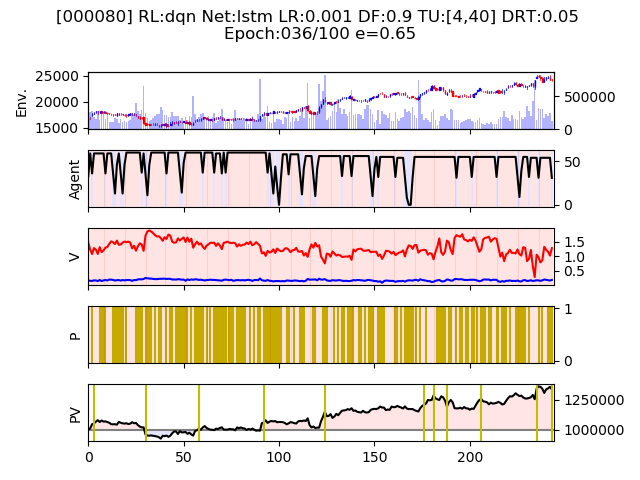 [000080] RL:dqn Net:lstm LR:0.001 DF:0.9 TU:[4,40] DRT:0.05
Epoch:036/100 e=0.65
Env.
25000
20000
15000
500000
0
Agent
50
0
V
1.5
1.0
0.5
P
1
0
PV
1250000
1000000
0 50 100 150 200